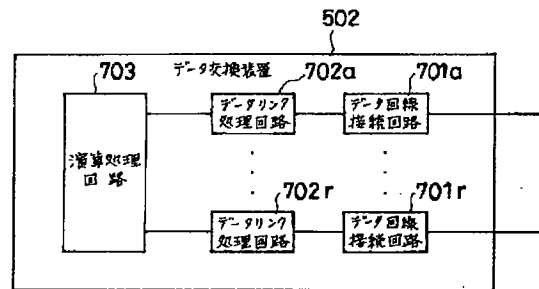 502
703
データ交換装置
702a
701a
データリンク
処理回路
データ回線
接続回路
演算処理
回路
702r
701r
データリンク
処理回路
データ回線
接続回路